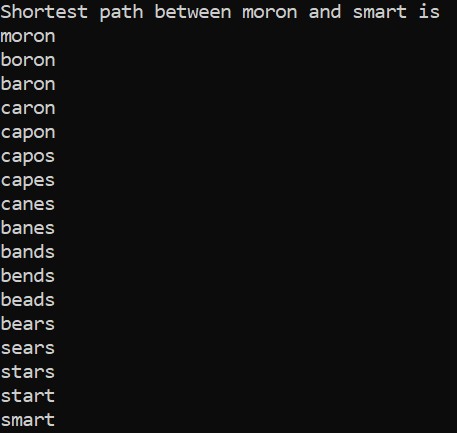 Shortest path between moron and smart is
moron
boron
baron
caron
capon
capos
capes
canes
banes
bands
bends
beads
bears
sears
stars
start
smart